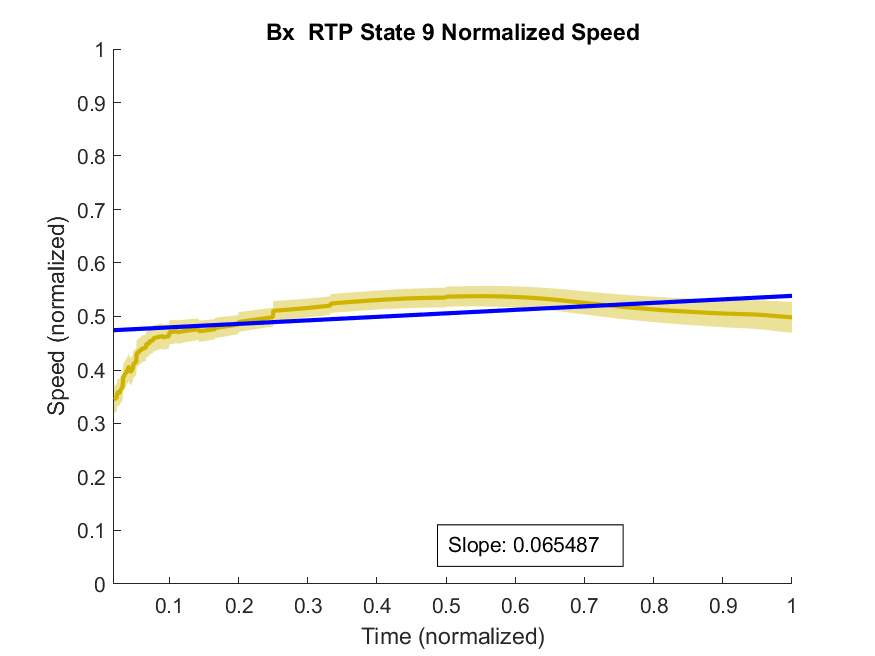 Bx  RTP State 9 Normalized Speed
1
0.9
0.8
0.7
0.6
0.5
0.4
0.3
0.2
0.1
0
Speed (normalized)
Slope: 0.065487
0.1 0.2 0.3 0.4 0.5 0.6 0.7 0.8 0.9 1
Time (normalized)